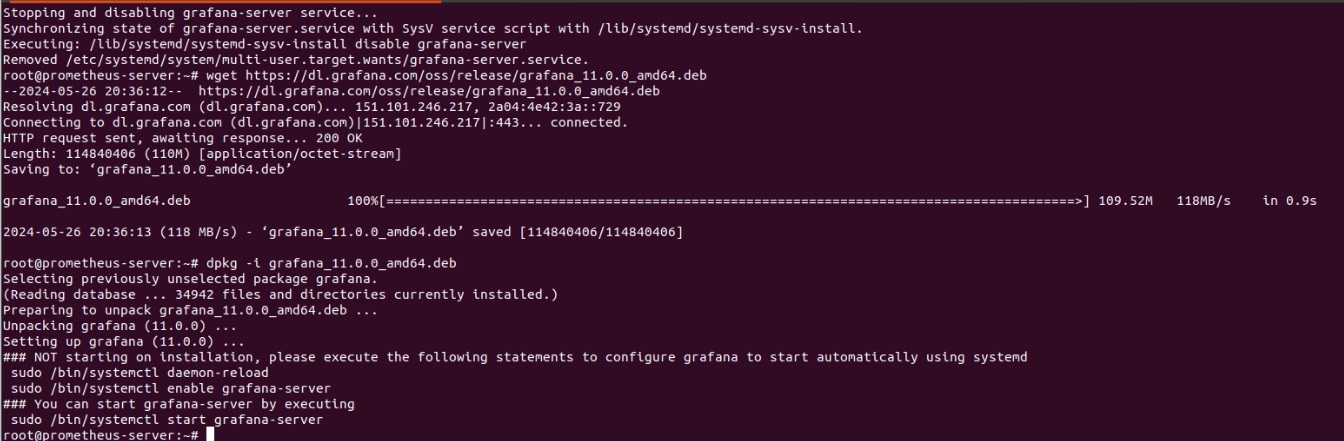 Stopping and disabling grafana-server service...
Synchronizing state of grafana-server.service with SysV service script with /lib/systemd/systemd-sysv-install.
Executing: /lib/systemd/systemd-sysv-install disable grafana-server
Removed /etc/systemd/system/multi-user.target.wants/grafana-server.service.
root@prometheus-server:~# wget https://dl.grafana.com/oss/release/grafana_11.0.0_amd64.deb
--2024-05-26 20:36:12--  https://dl.grafana.com/oss/release/grafana_11.0.0_amd64.deb
Resolving dl.grafana.com (dl.grafana.com)... 151.101.246.217, 2a04:4e42:3a::729
Connecting to dl.grafana.com (dl.grafana.com)|151.101.246.217|:443... connected.
HTTP request sent, awaiting response... 200 OK
Length: 114840406 (110M) [application/octet-stream]
Saving to: ‘grafana_11.0.0_amd64.deb’
grafana_11.0.0_amd64.deb 100%[=======================================================================================>] 109.52M 118MB/s in 0.9s
2024-05-26 20:36:13 (118 MB/s) - ‘grafana_11.0.0_amd64.deb’ saved [114840406/114840406]
root@prometheus-server:~# dpkg -i grafana_11.0.0_amd64.deb
Selecting previously unselected package grafana.
(Reading database ... 34942 files and directories currently installed.)
Preparing to unpack grafana_11.0.0_amd64.deb ...
Unpacking grafana (11.0.0) ...
Setting up grafana (11.0.0) ...
### NOT starting on installation, please execute the following statements to configure grafana to start automatically using systemd
 sudo /bin/systemctl daemon-reload
 sudo /bin/systemctl enable grafana-server
### You can start grafana-server by executing
 sudo /bin/systemctl start grafana-server
root@prometheus-server:~#